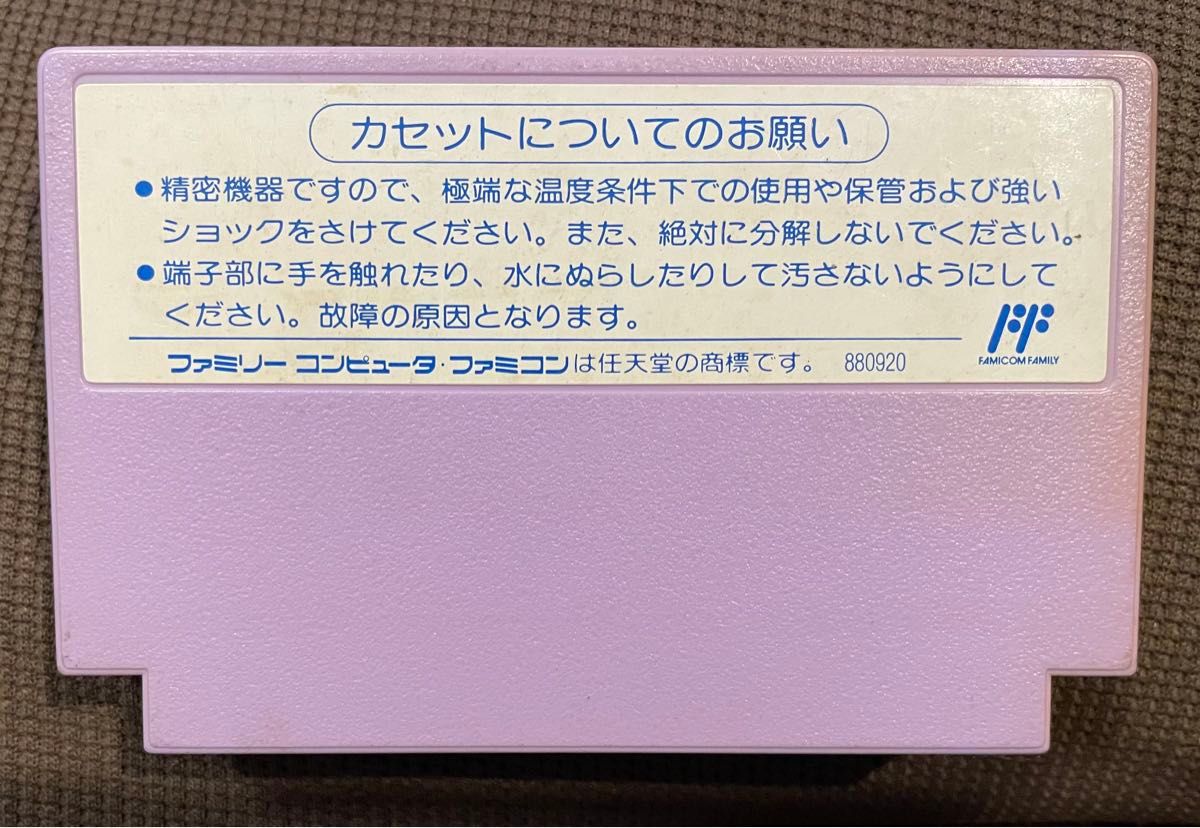 カセットについてのお願い
●精密機器ですので、極端な温度条件下での使用や保管および強い
ショックをさけてください。また、絶対に分解しないでください。
●端子部に手を触れたり、水にぬらしたりして汚さないようにして
ください。故障の原因となります。
FAMICOM FAMILY
ファミリー コンピュータ・ファミコンは任天堂の商標です。 880920